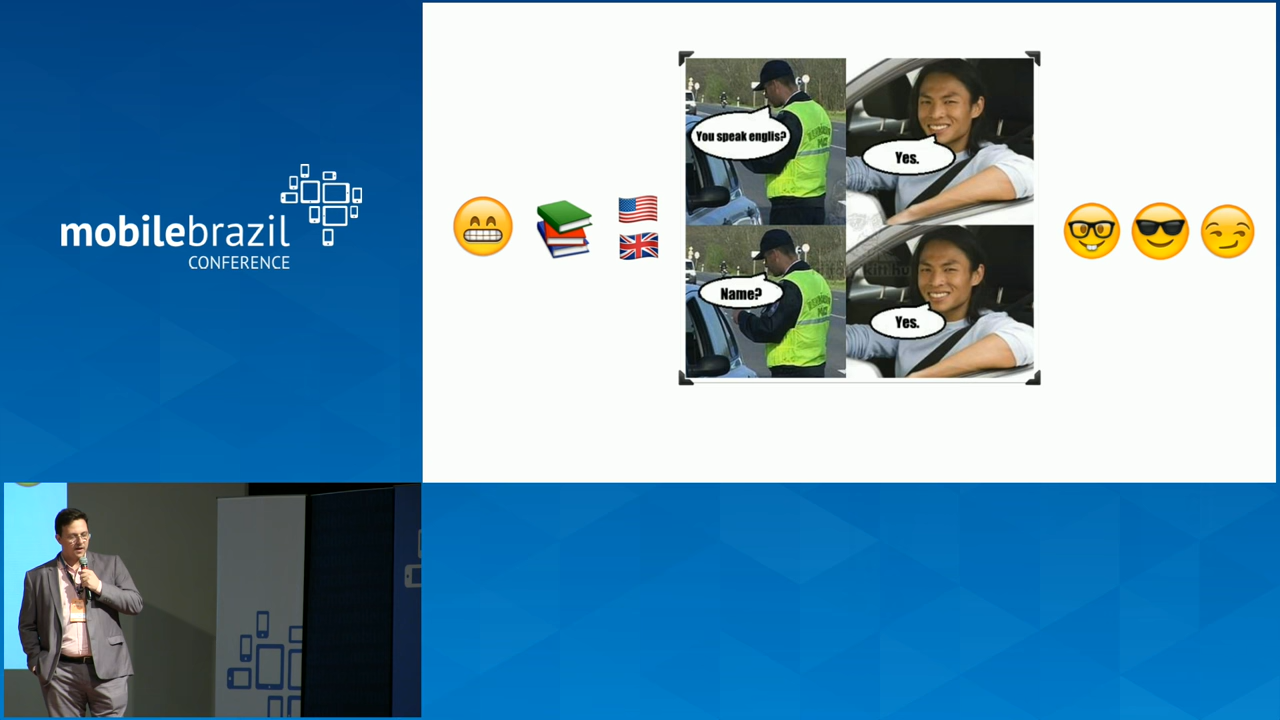 mobilebrazil
CONFERENCE
You speak englis?
Yes.
Name?
Yes.